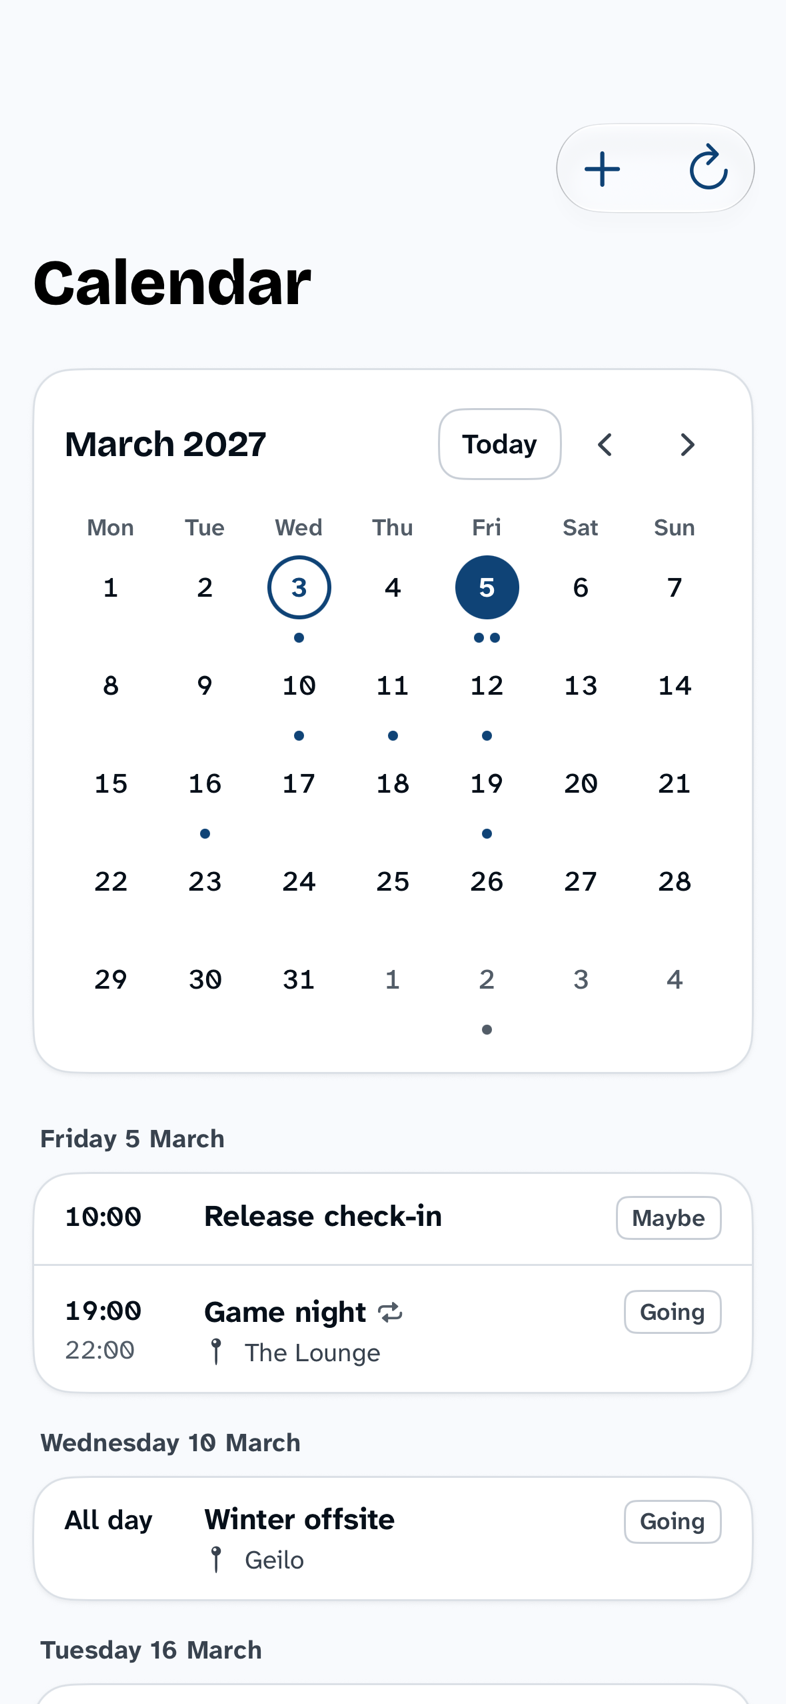 Calendar
March 2027 Today
Mon Tue Wed Thu Fri Sat Sun
1 2 3 4 5 6 7
8 9 10 11 12 13 14
15 16 17 18 19 20 21
22 23 24 25 26 27 28
29 30 31 1 2 3 4
Friday 5 March
10:00 Release check-in Maybe
19:00 Game night Going
22:00 The Lounge
Wednesday 10 March
All day Winter offsite Going
Geilo
Tuesday 16 March